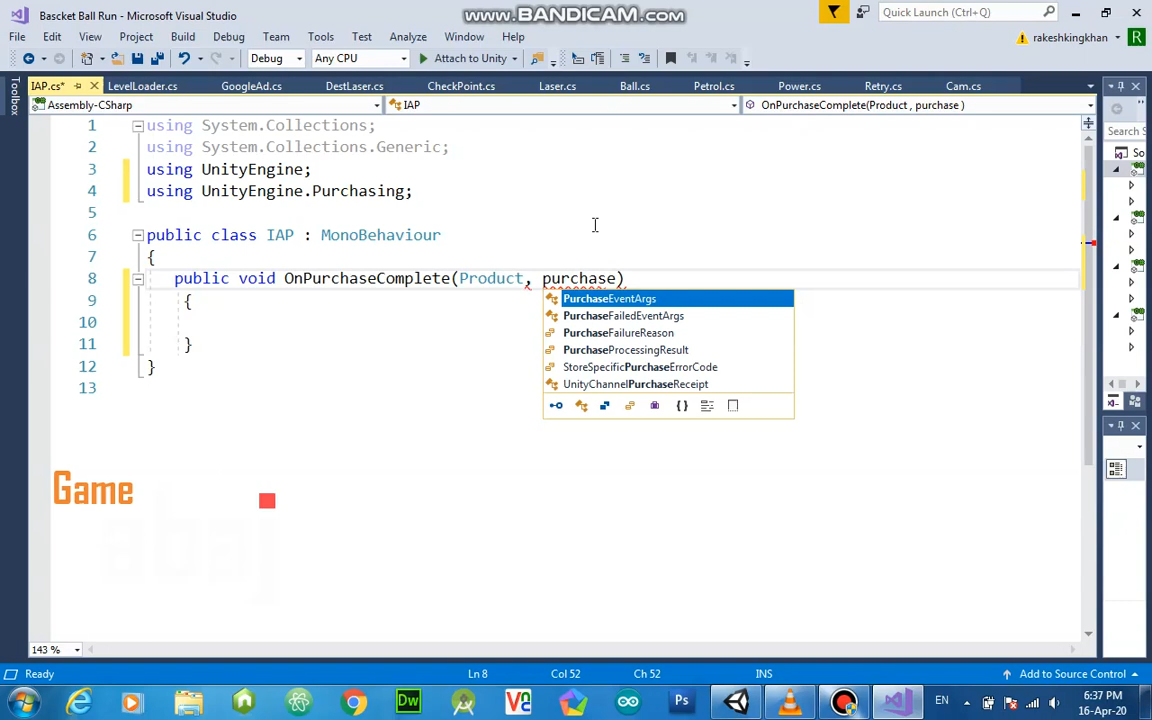 Bascket Ball Run - Microsoft Visual Studio
www.BANDICAM.com
Quick Launch (Ctrl+Q)
File Edit View Project Build Debug Team Tools Test Analyze Window Help
rakeshkingkhan R
Debug Any CPU Attach to Unity
Toolbox
IAP.cs* LevelLoader.cs GoogleAd.cs DestLaser.cs CheckPoint.cs Laser.cs Ball.cs Petrol.cs Power.cs Retry.cs Cam.cs
Assembly-CSharp IAP OnPurchaseComplete(Product , purchase )
Search S
So
1 using System.Collections;
2 using System.Collections.Generic;
3 using UnityEngine;
4 using UnityEngine.Purchasing;
5
6 public class IAP : MonoBehaviour
7 {
8 public void OnPurchaseComplete(Product, purchase)
9 {
10
11 }
12 }
13
PurchaseEventArgs
PurchaseFailedEventArgs
PurchaseFailureReason
PurchaseProcessingResult
StoreSpecificPurchaseErrorCode
UnityChannelPurchaseReceipt
Game
143 %
Ready Ln 8 Col 52 Ch 52 INS Add to Source Control
Dw Ps EN 6:37 PM
16-Apr-20